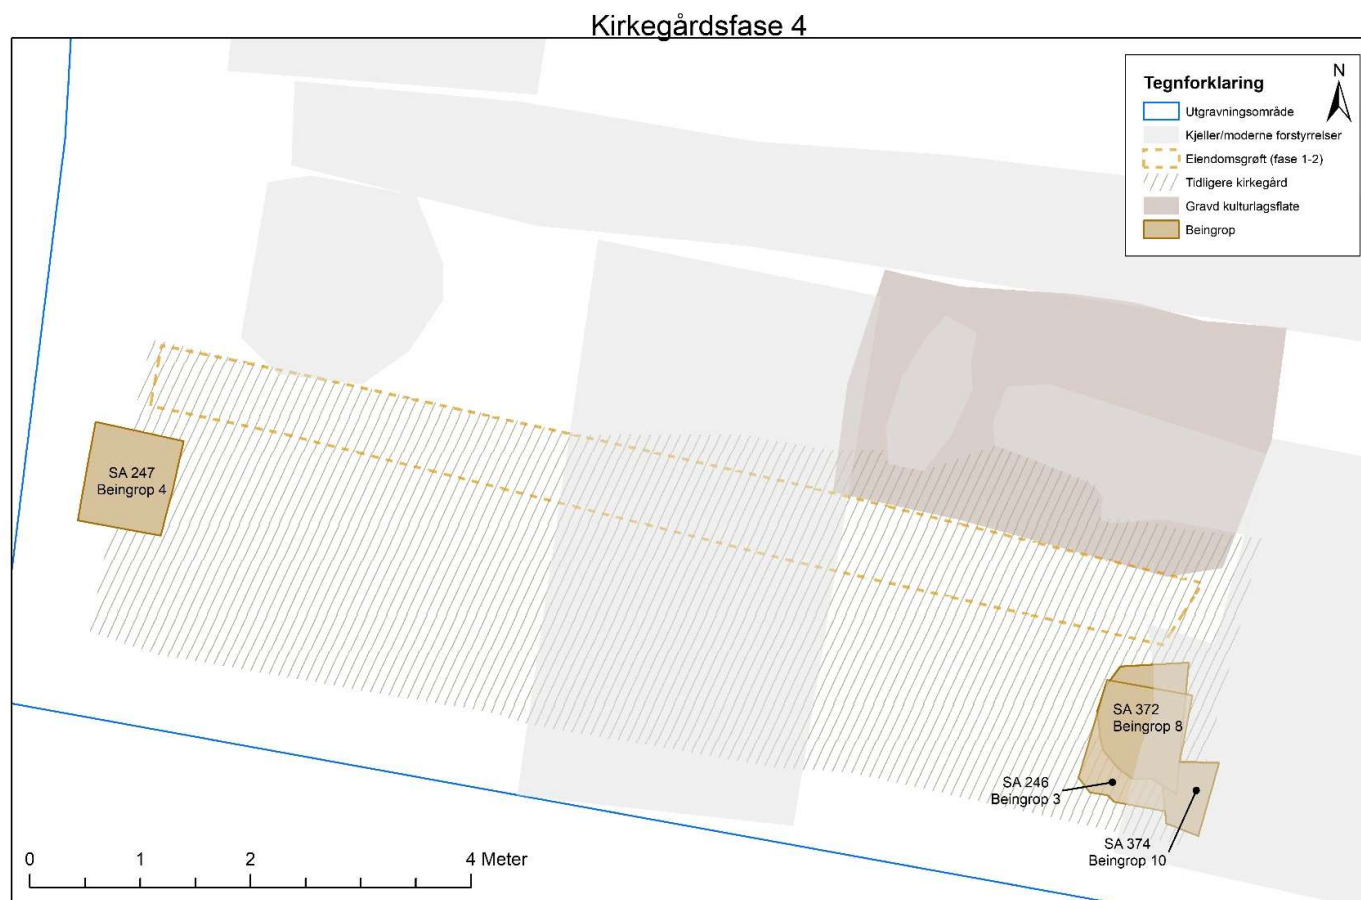 Kirkegårdsfase 4
Tegnforklaring
N
Utgravningsområde
Kjeller/moderne forstyrrelser
Eiendomsgrøft (fase 1-2)
Tidligere kirkegård
Gravd kulturlagsflate
Beingrop
SA 247
Beingrop 4
SA 372
Beingrop 8
SA 246
Beingrop 3
SA 374
Beingrop 10
0 1 2 4 Meter